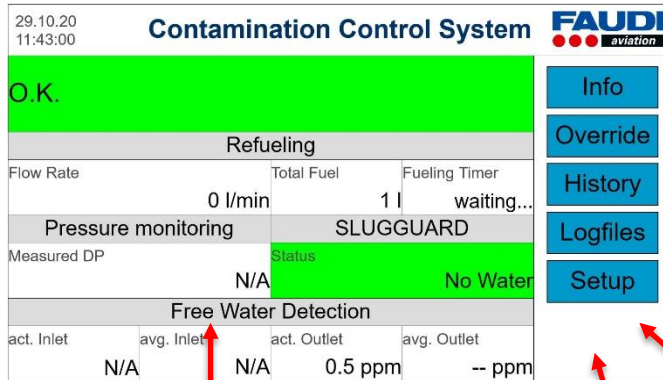 29.10.20
11:43:00
Contamination Control System
FAUDI
aviation
O.K.
Info
Override
History
Logfiles
Setup
Refueling
Flow Rate
0 l/min
Total Fuel
1 l
Fueling Timer
waiting...
Pressure monitoring
SLUGGUARD
Measured DP
N/A
Status
No Water
Free Water Detection
act. Inlet
N/A
avg. Inlet
N/A
act. Outlet
0.5 ppm
avg. Outlet
-- ppm